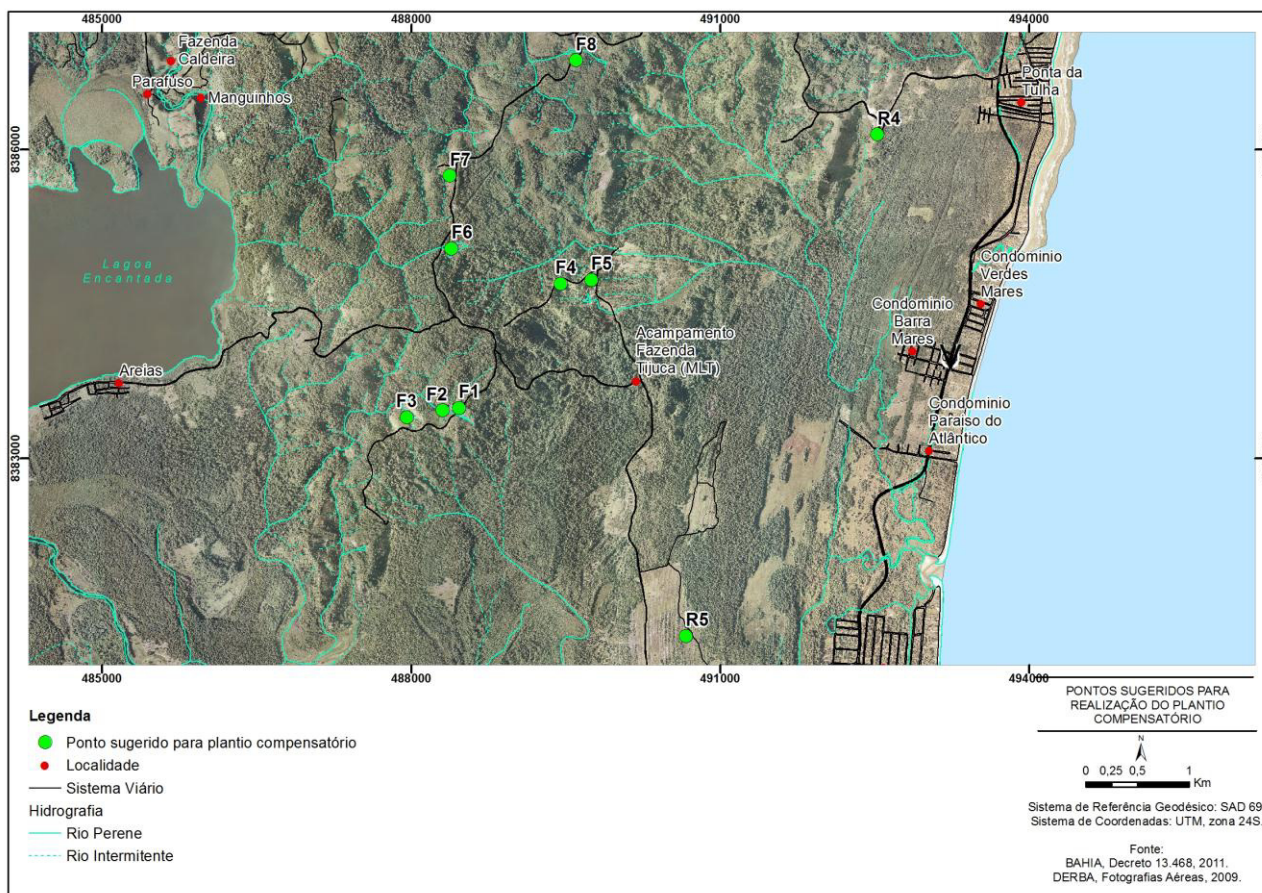 485000
488000
491000
494000
Fazenda
Caldeira
Parafuso
Manguinhos
F8
Ponta da
Tulha
R4
8386000
F7
F6
Lagoa
Encantada
F4
F5
Condominio
Verdes
Mares
Condominio
Barra
Mares
Acampamento
Fazenda
Tijuca (MLT)
Arelas
F3
F2
F1
Condominio
Paraiso do
Atlântico
8383000
R5
485000
488000
491000
494000
Legenda
Ponto sugerido para plantio compensatório
Localidade
Sistema Viário
Hidrografia
Rio Perene
Rio Intermitente
PONTOS SUGERIDOS PARA
REALIZAÇÃO DO PLANTIO
COMPENSATÓRIO
N
0 0,25 0,5 1
Km
Sistema de Referência Geodésico: SAD 69
Sistema de Coordenadas: UTM, zona 24S.
Fonte:
BAHIA, Decreto 13.468, 2011.
DERBA, Fotografias Aéreas, 2009.